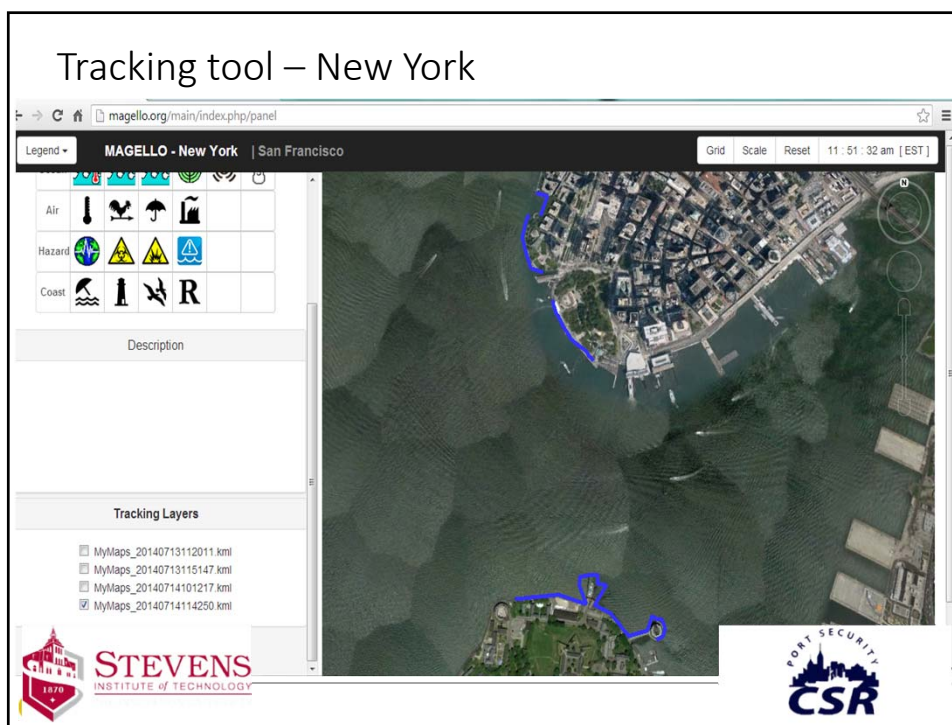 Tracking tool – New York
magello.org/main/index.php/panel
Legend MAGELLO - New York | San Francisco Grid Scale Reset 11 : 51 : 32 am [ EST ]
N
Air
Hazard
Coast R
Description
Tracking Layers
MyMaps_20140713112011.kml
MyMaps_20140713115147.kml
MyMaps_20140714101217.kml
MyMaps_20140714114250.kml
1870
STEVENS
INSTITUTE of TECHNOLOGY
PORT SECURITY
CSR